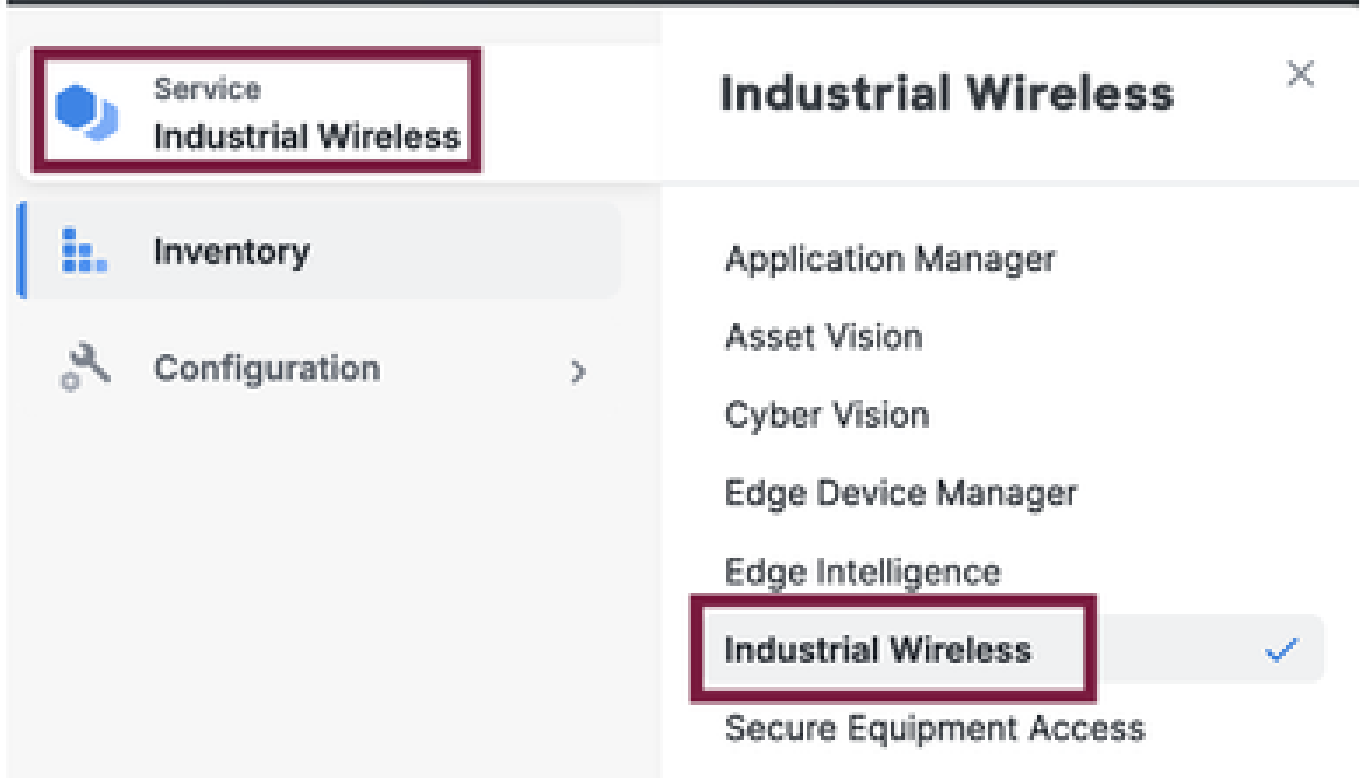 Service
Industrial Wireless
Inventory
Configuration
Industrial Wireless
Application Manager
Asset Vision
Cyber Vision
Edge Device Manager
Edge Intelligence
Industrial Wireless
Secure Equipment Access